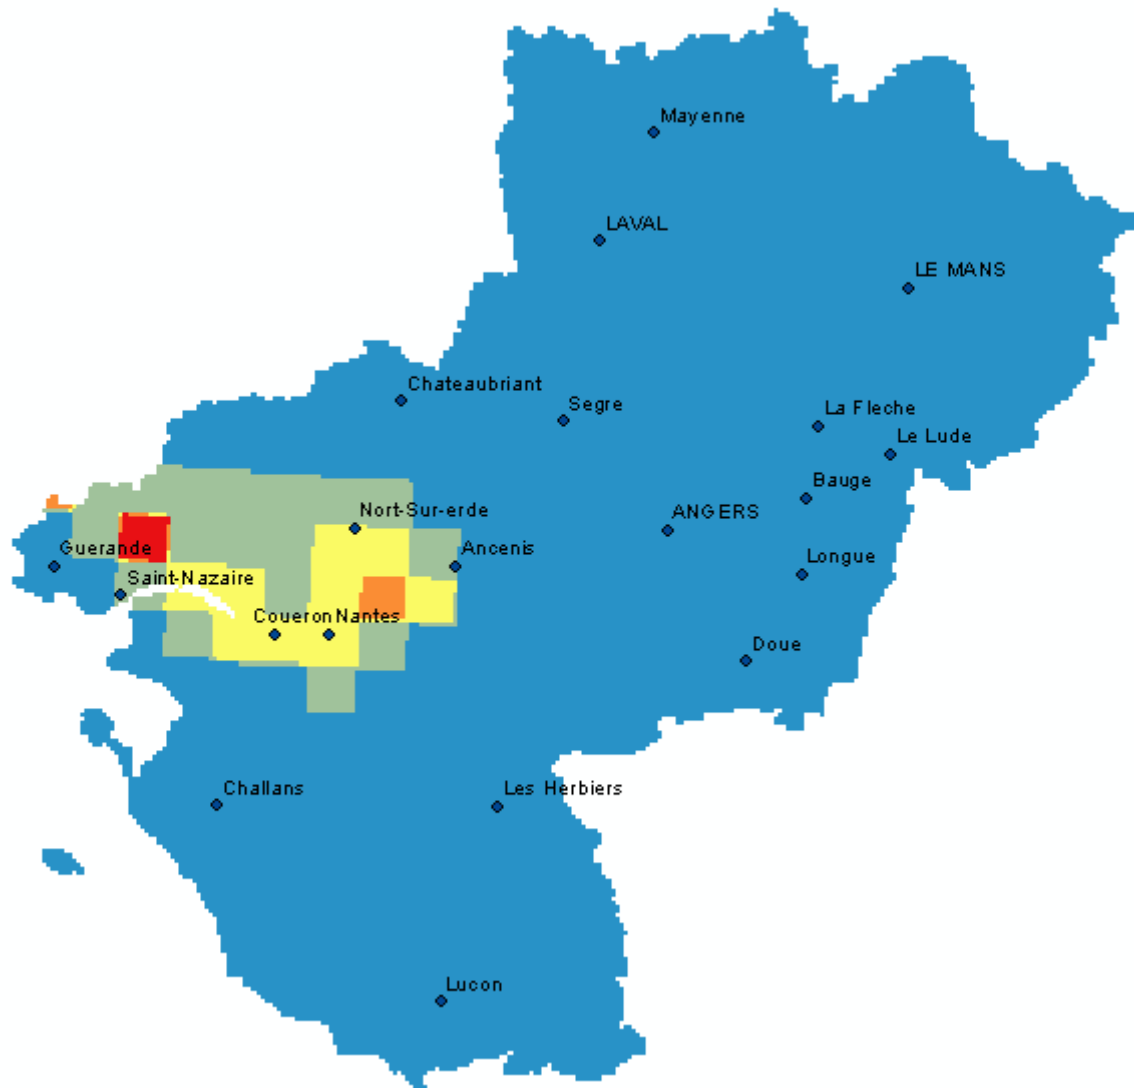 Mayenne
LAVAL
LE MANS
Chateaubriant
Segre
La Fleche
Le Lude
Bauge
Nort-Sur-erde
ANGERS
Guerande
Ancenis
Longue
Saint-Nazaire
Coueron Nantes
Doue
Challans
Les Herbiers
Lucon